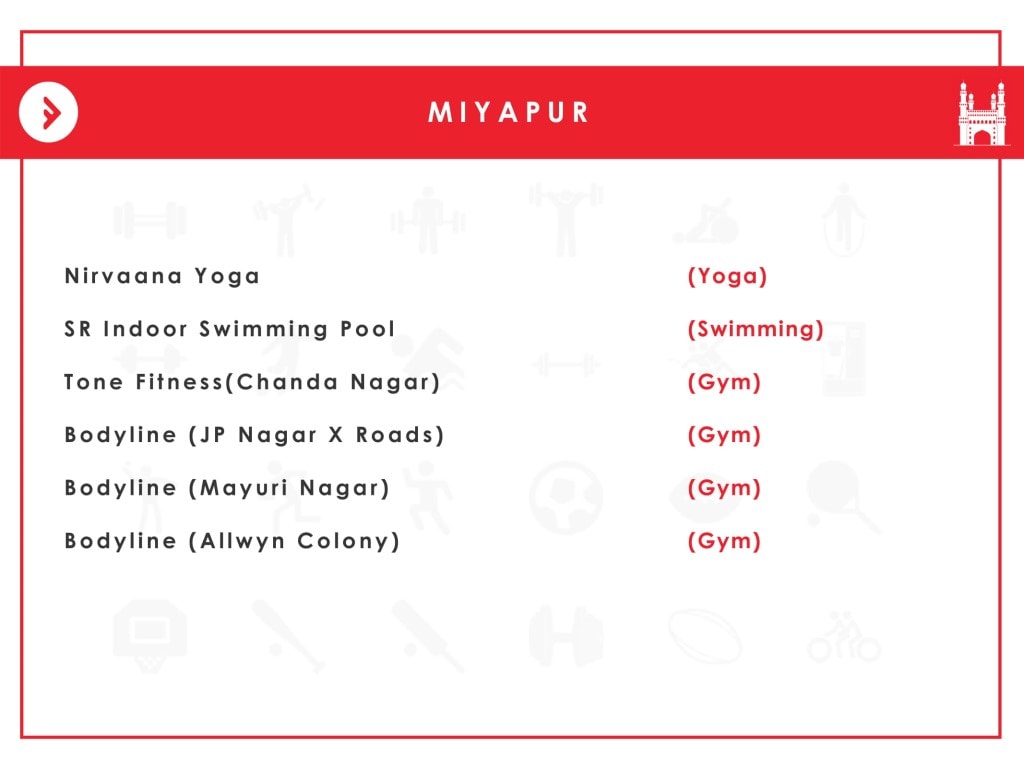 MIYAPUR
Nirvaana Yoga (Yoga)
SR Indoor Swimming Pool (Swimming)
Tone Fitness(Chanda Nagar) (Gym)
Bodyline (JP Nagar X Roads) (Gym)
Bodyline (Mayuri Nagar) (Gym)
Bodyline (Allwyn Colony) (Gym)